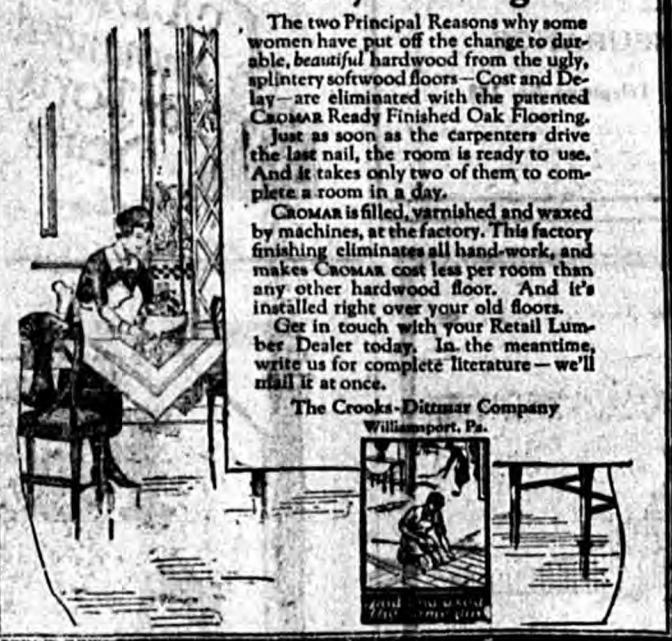 The two Principal Reasons why some
women have put off the change to dur-
able, beautiful hardwood from the ugly,
splintery softwood floors—Cost and De-
lay—are eliminated with the patented
CROMAR Ready Finished Oak Flooring.
Just as soon as the carpenters drive
the last nail, the room is ready to use.
And it takes only two of them to com-
plete a room in a day.
CROMAR is filled, varnished and waxed
by machines, at the factory. This factory
finishing eliminates all hand-work, and
makes CROMAR cost less per room than
any other hardwood floor. And it's
installed right over your old floors.
Get in touch with your Retail Lum-
ber Dealer today. In the meantime,
write us for complete literature—we'll
mail it at once.
The Crooks-Dittmar Company
Williamsport, Pa.